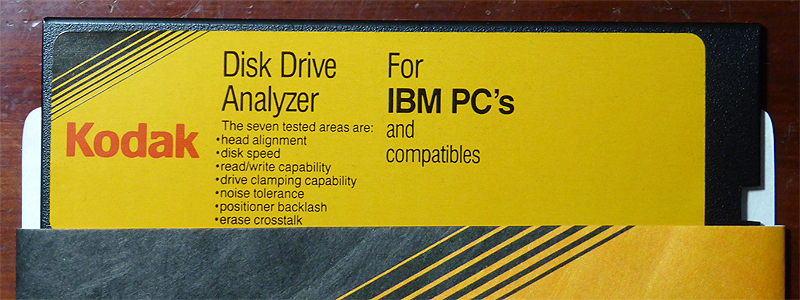 Kodak
Disk Drive
Analyzer
The seven tested areas are:
•head alignment
•disk speed
•read/write capability
•drive clamping capability
•noise tolerance
•positioner backlash
•erase crosstalk
For
IBM PC's
and
compatibles